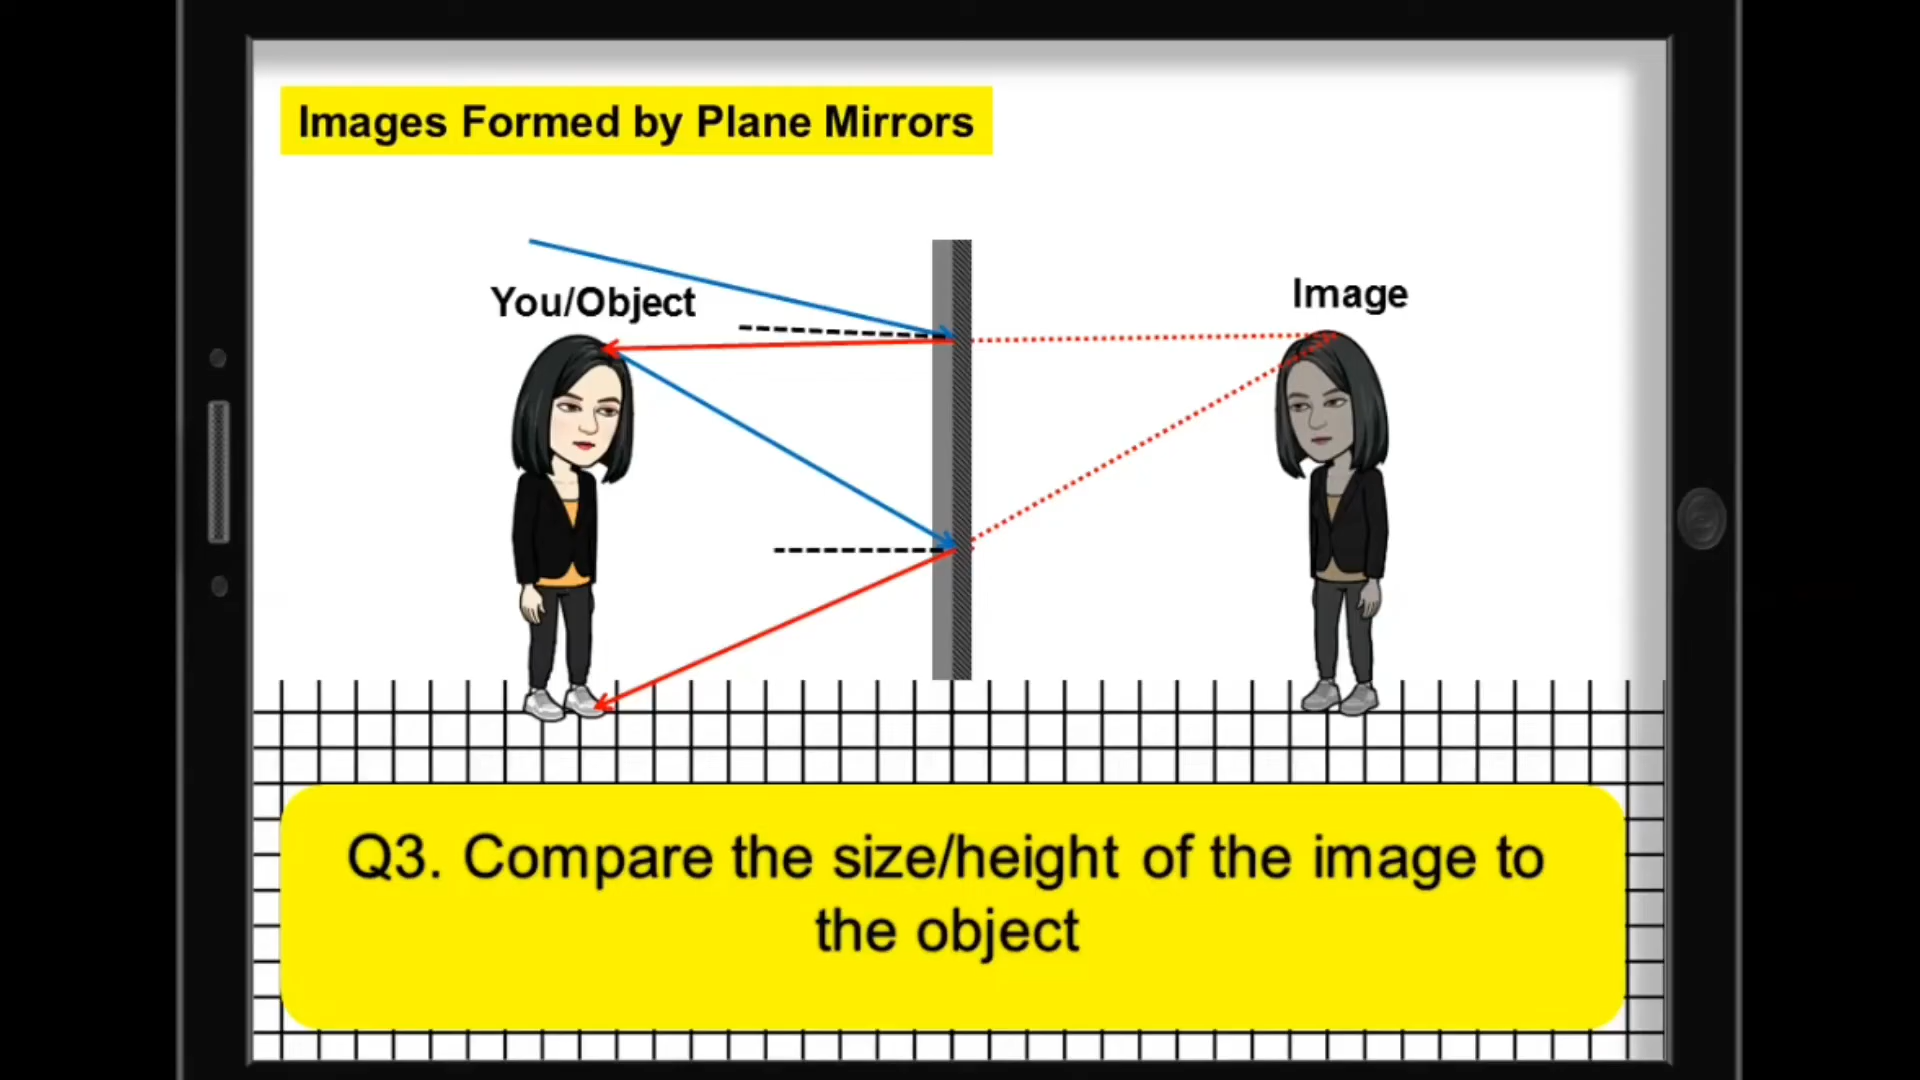 Images Formed by Plane Mirrors
You/Object
Image
Q3. Compare the size/height of the image to
the object